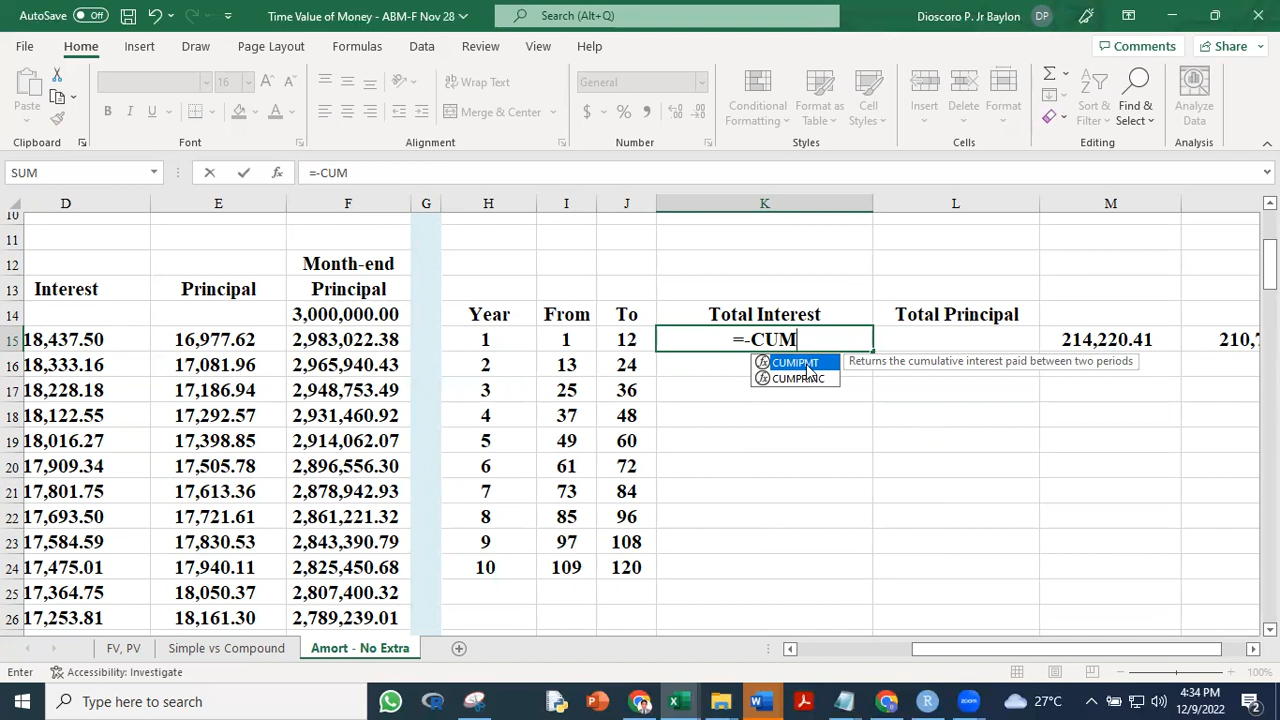 AutoSave Off Time Value of Money - ABM-F Nov 28 Search (Alt+Q) Dioscoro P. Jr Baylon DP
File Home Insert Draw Page Layout Formulas Data Review View Help Comments Share
Paste B I U 16 Wrap Text Merge & Center General $ % Conditional Formatting Format as Table Cell Styles Insert Delete Format Sort & Filter Find & Select Analyze Data
Clipboard Font Alignment Number Styles Cells Editing Analysis
SUM fx =-CUM
D E F G H I J K L M
10
11
12 Month-end
13 Interest Principal Principal
14 3,000,000.00 Year From To Total Interest Total Principal
15 18,437.50 16,977.62 2,983,022.38 1 1 12 =-CUM 214,220.41 210,7
16 18,333.16 17,081.96 2,965,940.43 2 13 24 CUMIPMT Returns the cumulative interest paid between two periods
CUMPRINC
17 18,228.18 17,186.94 2,948,753.49 3 25 36
18 18,122.55 17,292.57 2,931,460.92 4 37 48
19 18,016.27 17,398.85 2,914,062.07 5 49 60
20 17,909.34 17,505.78 2,896,556.30 6 61 72
21 17,801.75 17,613.36 2,878,942.93 7 73 84
22 17,693.50 17,721.61 2,861,221.32 8 85 96
23 17,584.59 17,830.53 2,843,390.79 9 97 108
24 17,475.01 17,940.11 2,825,450.68 10 109 120
25 17,364.75 18,050.37 2,807,400.32
26 17,253.81 18,161.30 2,789,239.01
FV, PV Simple vs Compound Amort - No Extra
Enter Accessibility: Investigate 100%
Type here to search 27°C 4:34 PM
12/9/2022 2